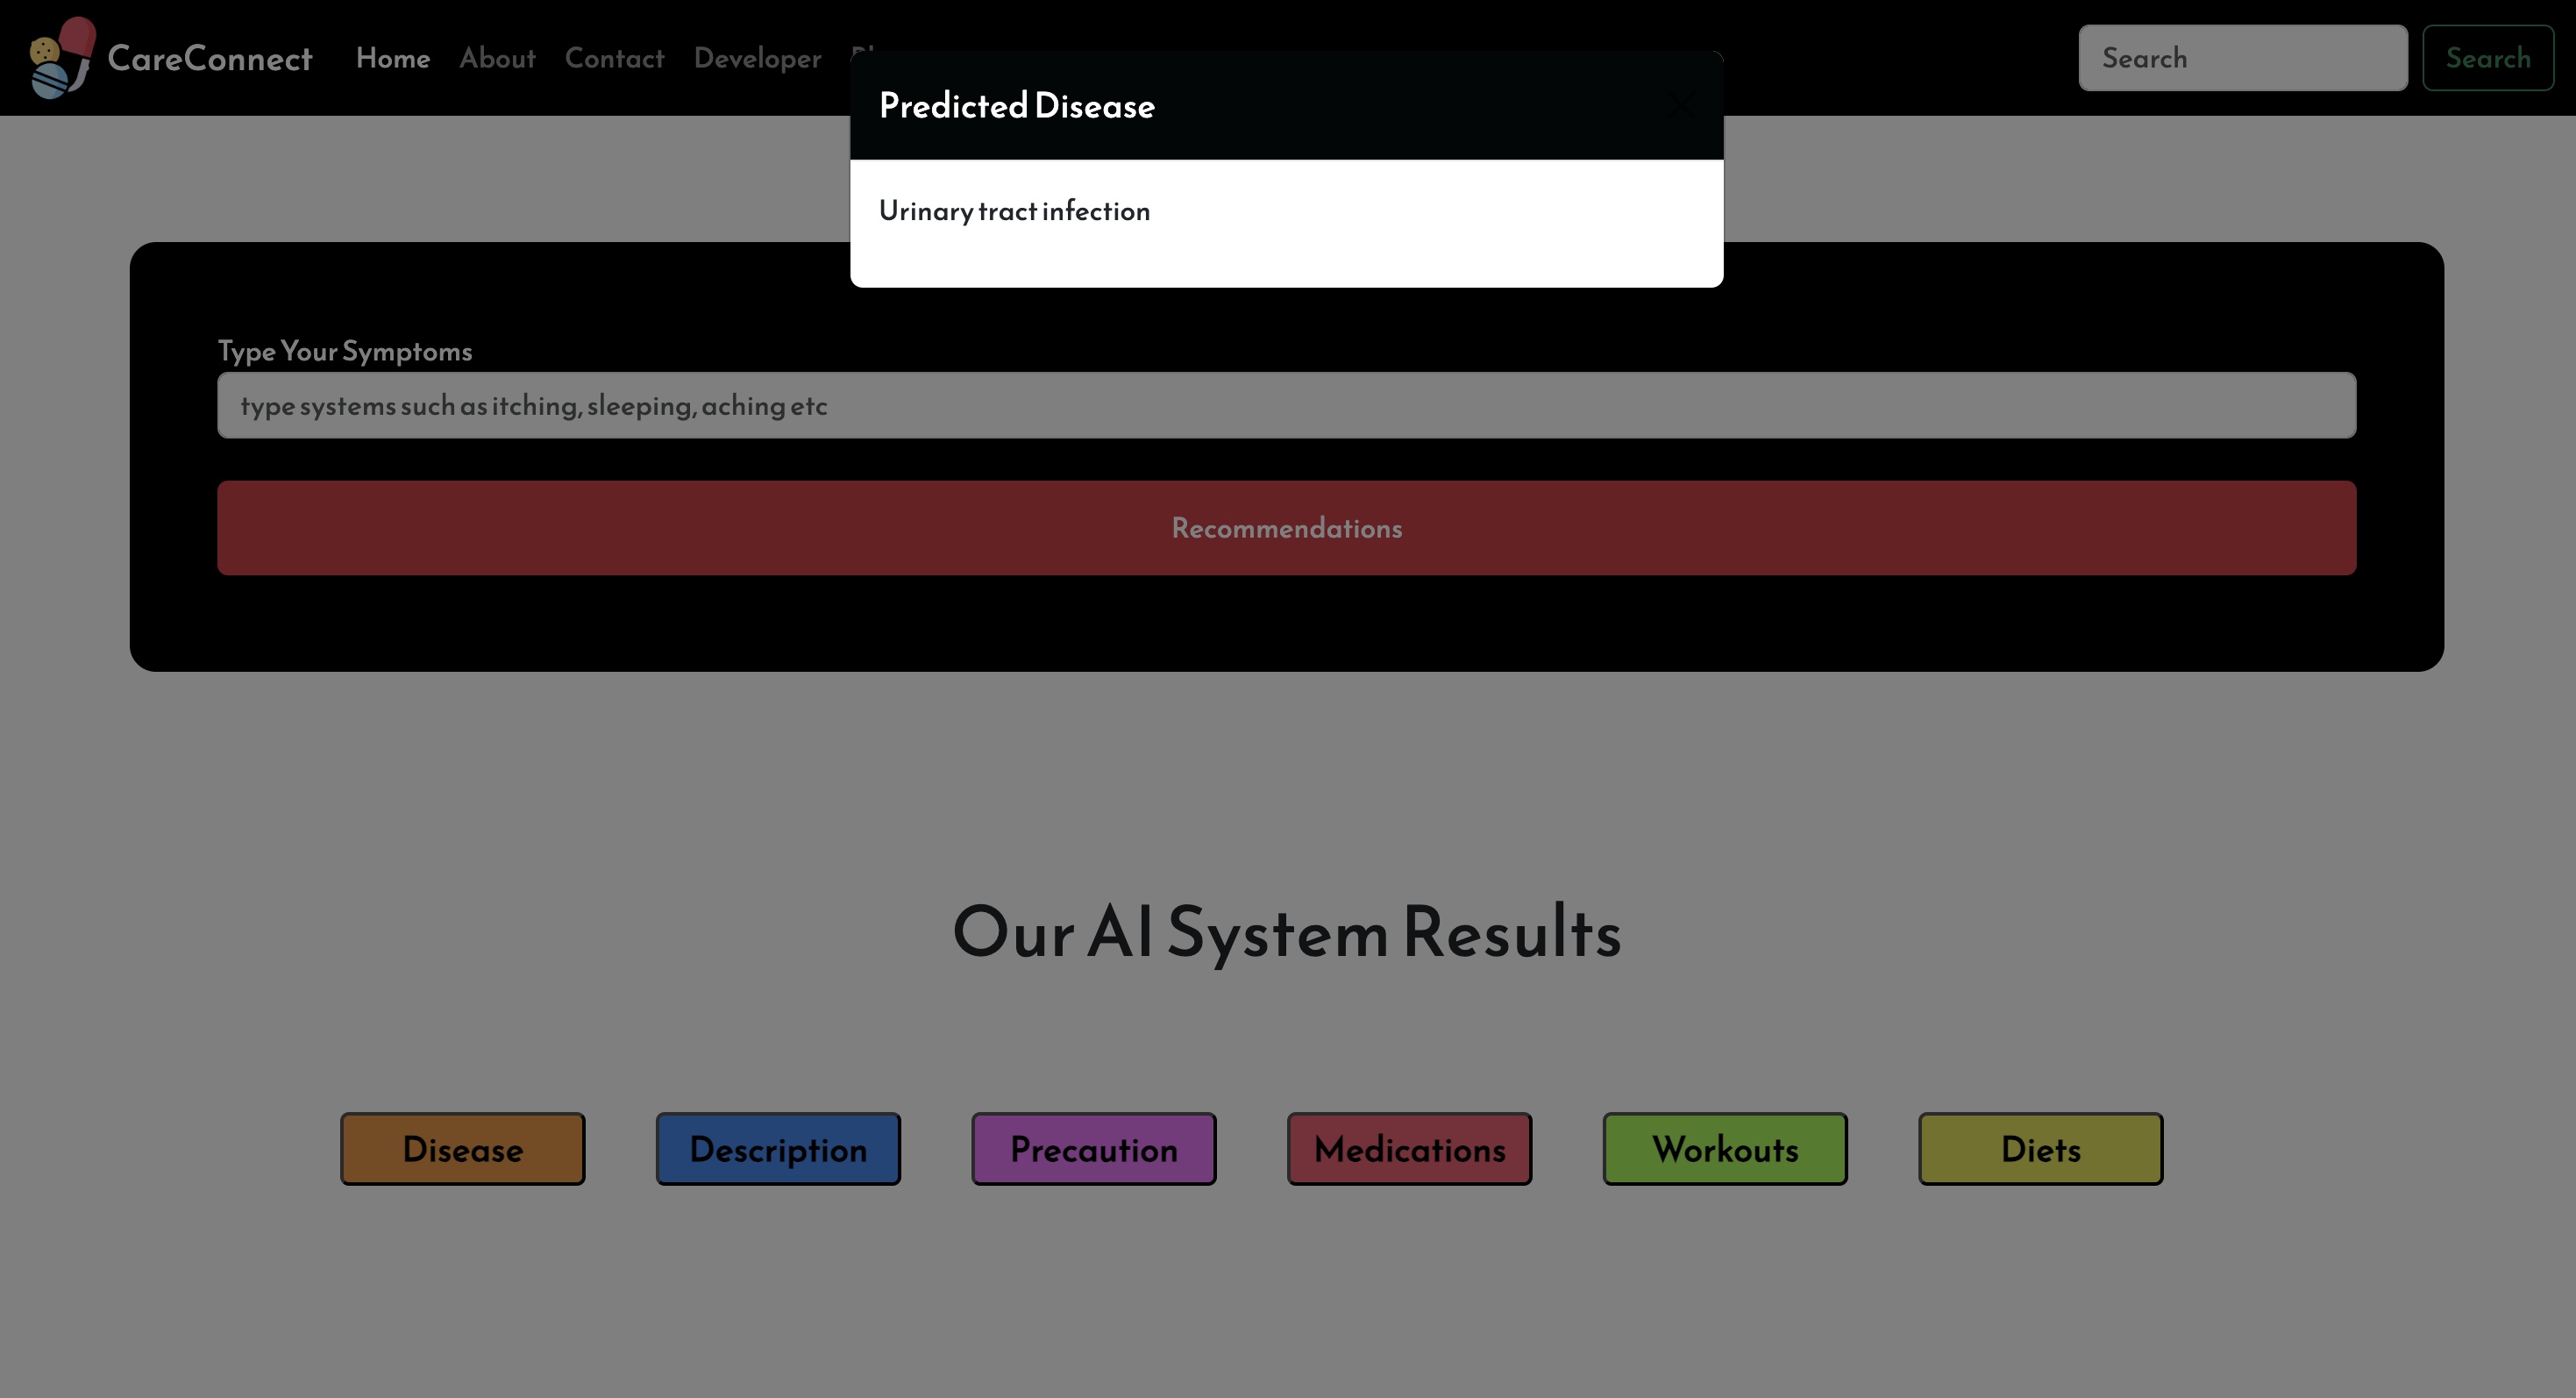 CareConnect Home About Contact Developer
Search Search
Predicted Disease
Urinary tract infection
Type Your Symptoms
type systems such as itching, sleeping, aching etc
Recommendations
Our AI System Results
Disease Description Precaution Medications Workouts Diets